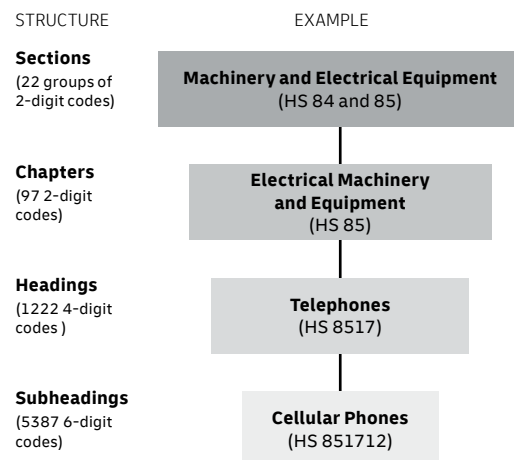 STRUCTURE
EXAMPLE
Sections
(22 groups of
2-digit codes)
Machinery and Electrical Equipment
(HS 84 and 85)
Chapters
(97 2-digit
codes)
Electrical Machinery
and Equipment
(HS 85)
Headings
(1222 4-digit
codes )
Telephones
(HS 8517)
Subheadings
(5387 6-digit
codes)
Cellular Phones
(HS 851712)